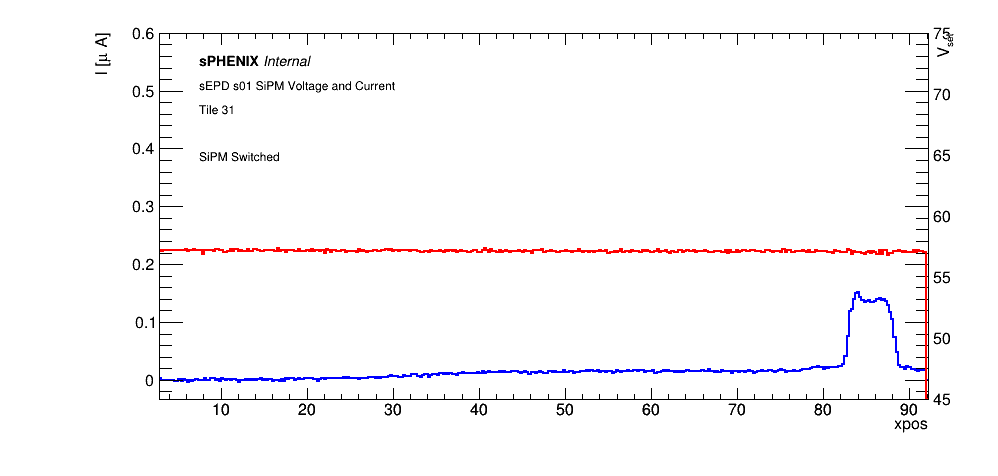 I [μ A]
0.6
0.5
0.4
0.3
0.2
0.1
0
sPHENIX Internal
sEPD s01 SiPM Voltage and Current
Tile 31
SiPM Switched
75
V set
70
65
60
55
50
45
10 20 30 40 50 60 70 80 90
xpos